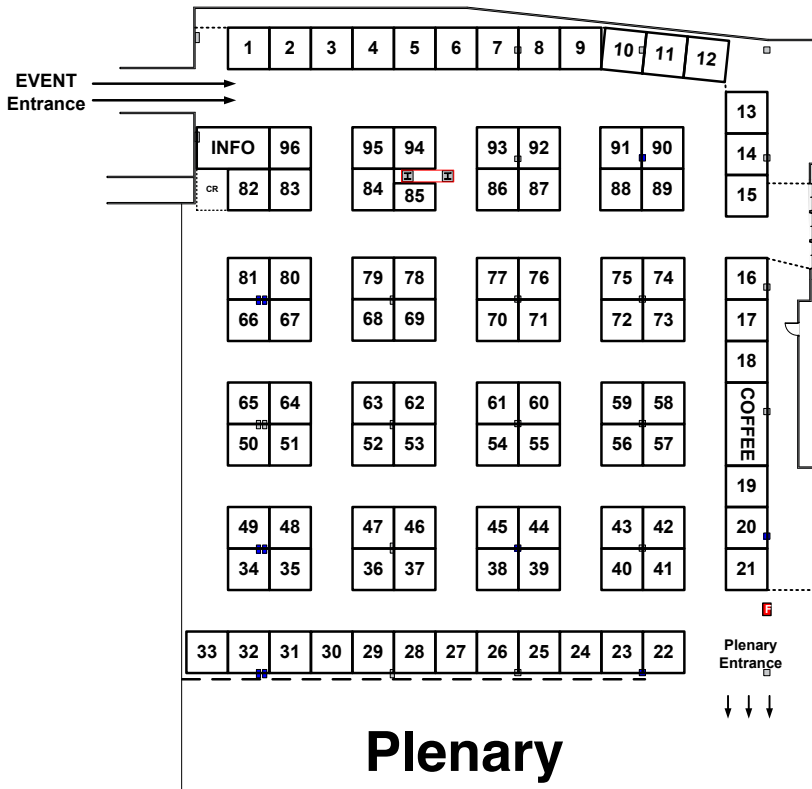 1 2 3 4 5 6 7 8 9 10 11 12
EVENT
Entrance
13
INFO 96 95 94 93 92 91 90
14
CR 82 83 84 85 86 87 88 89
15
81 80 79 78 77 76 75 74 16
66 67 68 69 70 71 72 73 17
18
65 64 63 62 61 60 59 58
COFFEE
50 51 52 53 54 55 56 57
19
49 48 47 46 45 44 43 42 20
34 35 36 37 38 39 40 41 21
F
33 32 31 30 29 28 27 26 25 24 23 22
Plenary
Entrance
Plenary